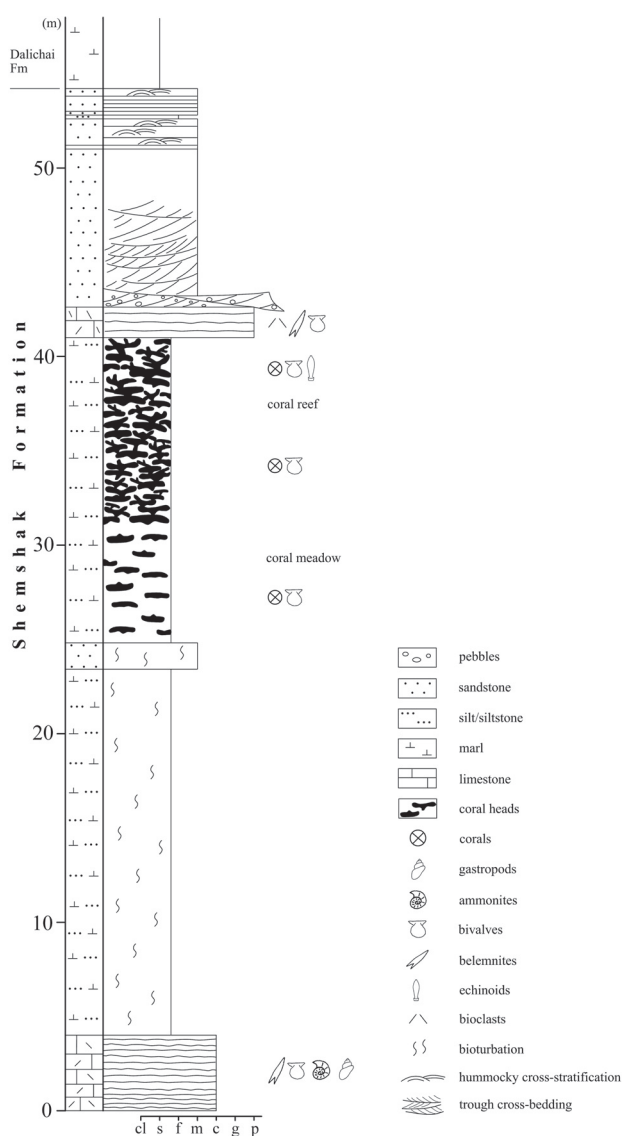 (m)
Dalichai
Fm
50
40
coral reef
Shemshak Formation
30
coral meadow
20
10
0
cl s f m c g p
pebbles
sandstone
silt/siltstone
marl
limestone
coral heads
corals
gastropods
ammonites
bivalves
belemnites
echinoids
bioclasts
bioturbation
hummocky cross-stratification
trough cross-bedding